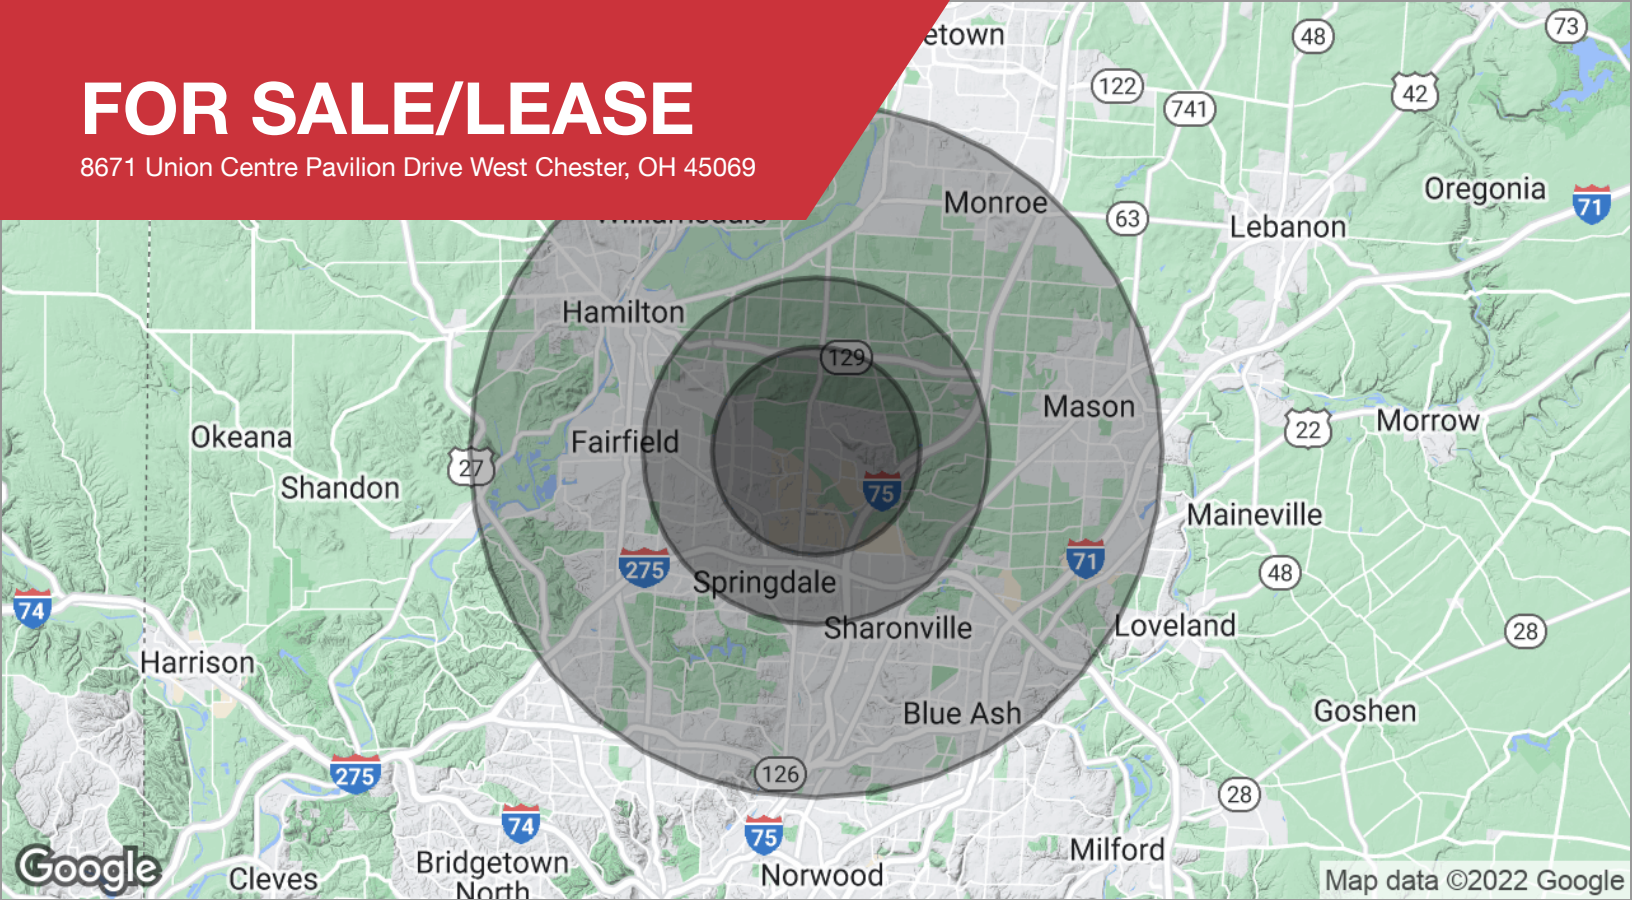 FOR SALE/LEASE
8671 Union Centre Pavilion Drive West Chester, OH 45069
etown
48
73
122
741
42
Oregonia
71
Monroe
63
Lebanon
Hamilton
129
Mason
Morrow
22
Okeana
Fairfield
27
Shandon
75
Maineville
275
71
48
Springdale
74
Sharonville
Loveland
28
Harrison
Blue Ash
Goshen
275
126
28
74
75
Milford
Google
Cleves
Bridgetown
North
Norwood
Map data ©2022 Google